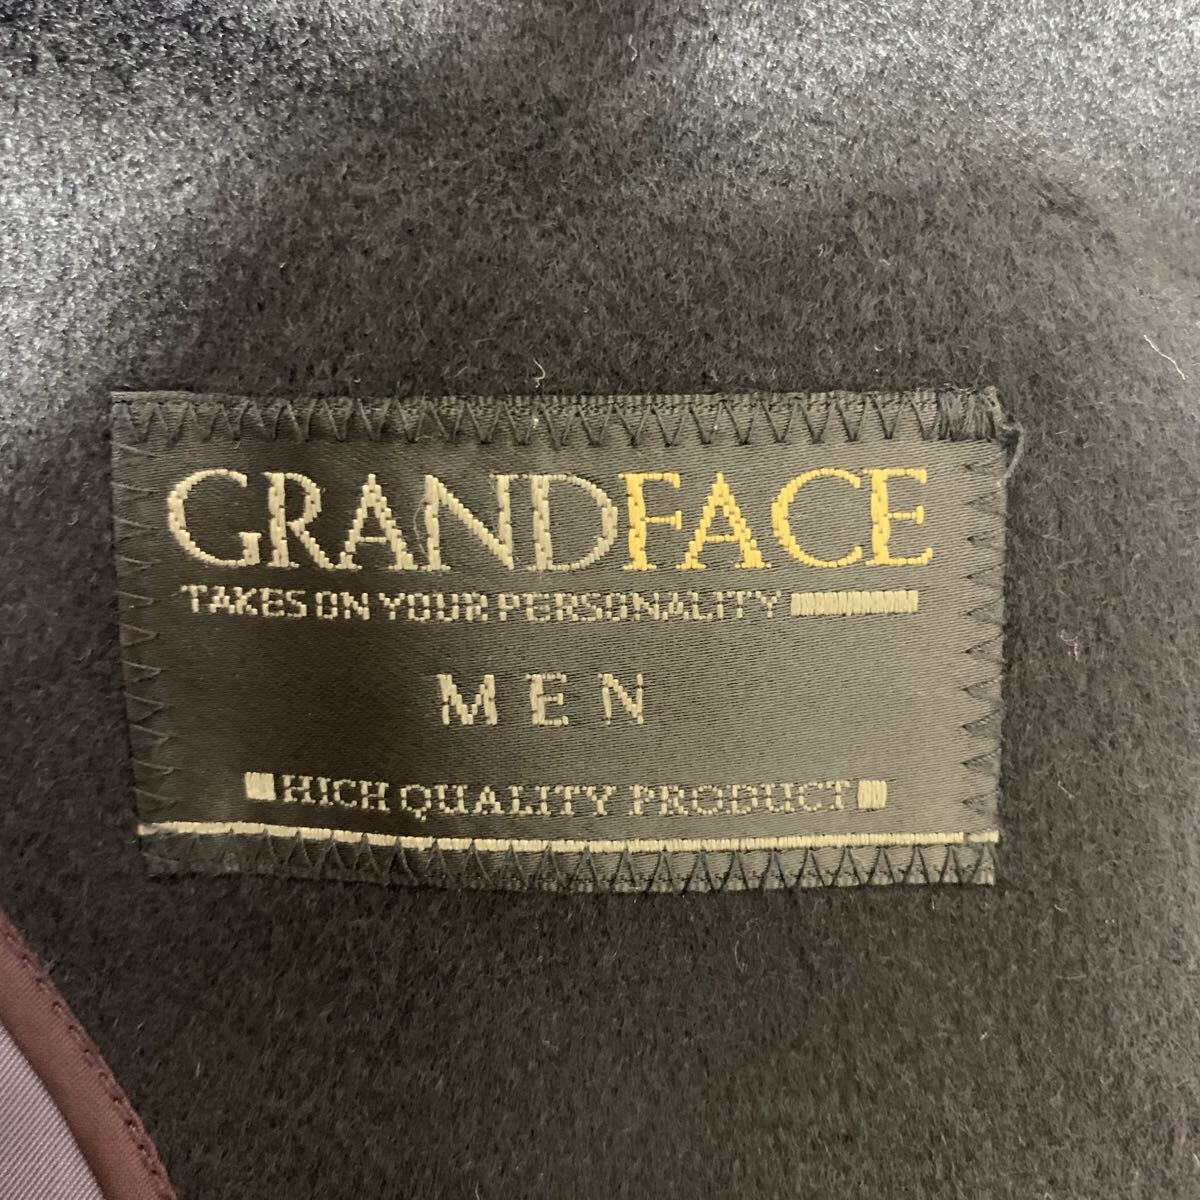 GRANDFACE
TAKES ON YOUR PERSONALITY
MEN
HIGH QUALITY PRODUCT